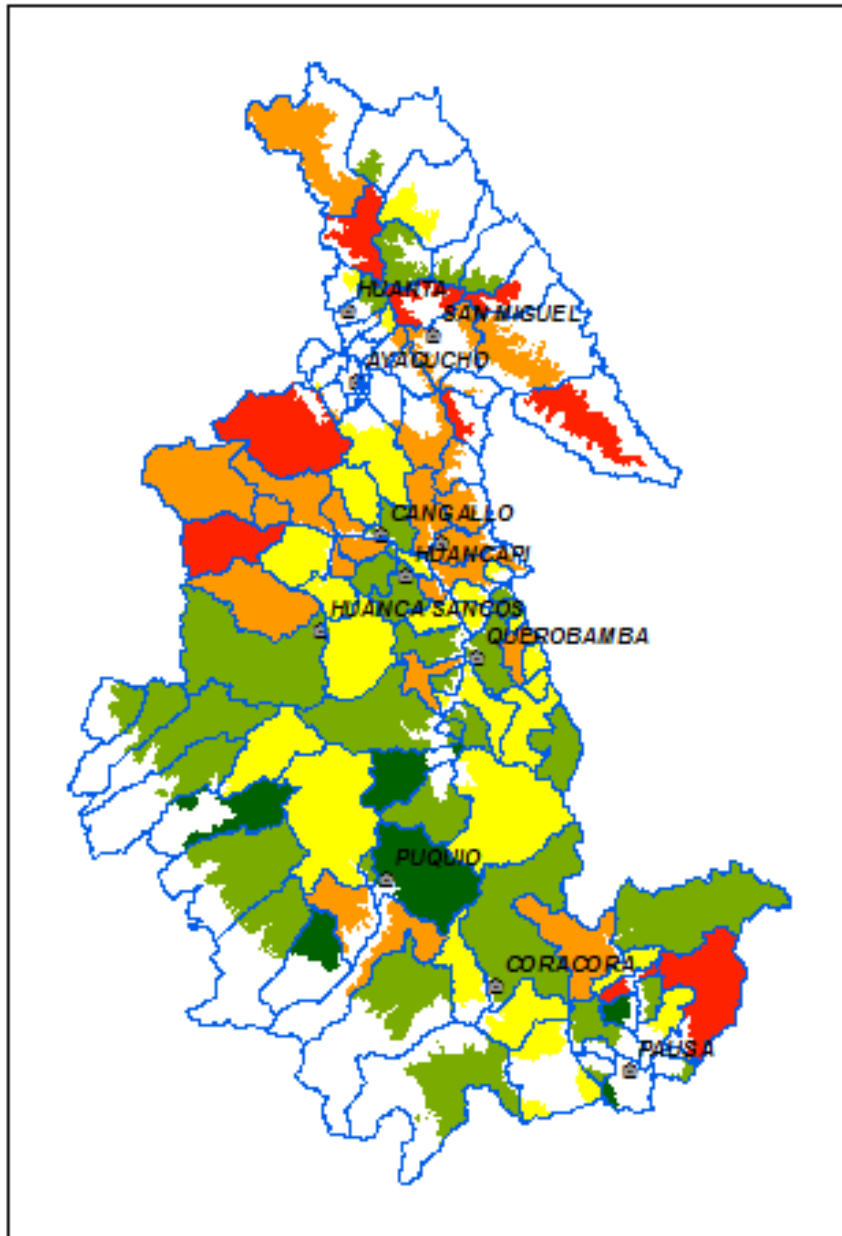 HUANTA
SAN MIGUEL
AYACUCHO
CANGALLO
HUANCAPI
HUANCA SANCOS
QUEROBAMBA
PUQUIO
CORACORA
PAUSA